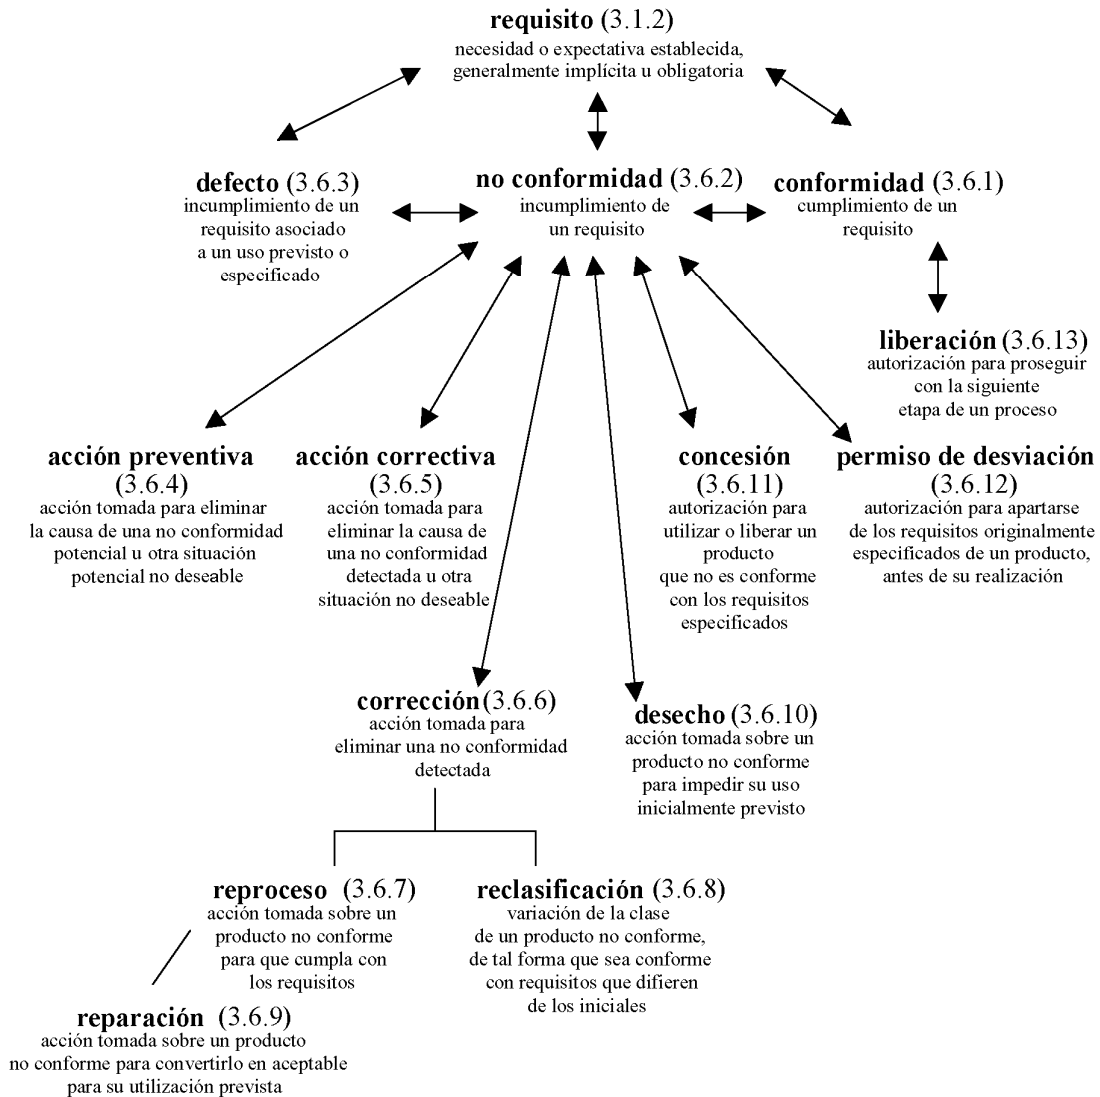 requisito (3.1.2)
necesidad o expectativa establecida,
generalmente implícita u obligatoria
defecto (3.6.3)
incumplimiento de un
requisito asociado
a un uso previsto o
especificado
no conformidad (3.6.2)
incumplimiento de
un requisito
conformidad (3.6.1)
cumplimiento de un
requisito
liberación (3.6.13)
autorización para proseguir
con la siguiente
etapa de un proceso
acción preventiva
(3.6.4)
acción tomada para eliminar
la causa de una no conformidad
potencial u otra situación
potencial no deseable
acción correctiva
(3.6.5)
acción tomada para
eliminar la causa de
una no conformidad
detectada u otra
situación no deseable
concesión
(3.6.11)
autorización para
utilizar o liberar un
producto
que no es conforme
con los requisitos
especificados
permiso de desviación
(3.6.12)
autorización para apartarse
de los requisitos originalmente
especificados de un producto,
antes de su realización
corrección (3.6.6)
acción tomada para
eliminar una no conformidad
detectada
desecho (3.6.10)
acción tomada sobre un
producto no conforme
para impedir su uso
inicialmente previsto
reproceso (3.6.7)
acción tomada sobre un
producto no conforme
para que cumpla con
los requisitos
reclasificación (3.6.8)
variación de la clase
de un producto no conforme,
de tal forma que sea conforme
con requisitos que difieren
de los iniciales
reparación (3.6.9)
acción tomada sobre un producto
no conforme para convertirlo en aceptable
para su utilización prevista